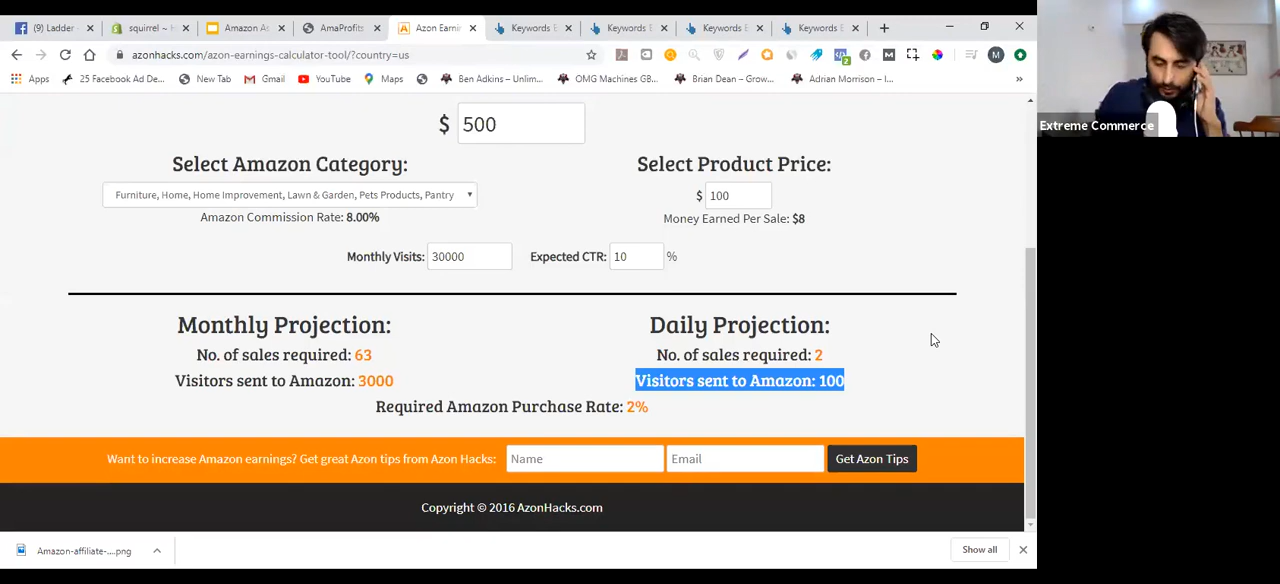 (9) Ladder -
squirrel ~ H
Amazon As
AmaProfits
Azon Earnin
Keywords E
Keywords E
Keywords E
Keywords E
azonhacks.com/azon-earnings-calculator-tool/?country=us
2
M
Apps
25 Facebook Ad De...
New Tab
Gmail
YouTube
Maps
Ben Adkins – Unlim...
OMG Machines GB...
Brian Dean – Grow...
Adrian Morrison – I...
»
$ 500
Select Amazon Category:
Select Product Price:
Furniture, Home, Home Improvement, Lawn & Garden, Pets Products, Pantry
$ 100
Amazon Commission Rate: 8.00%
Money Earned Per Sale: $8
Monthly Visits: 30000 Expected CTR: 10 %
Monthly Projection:
Daily Projection:
No. of sales required: 63
No. of sales required: 2
Visitors sent to Amazon: 3000
Visitors sent to Amazon: 100
Required Amazon Purchase Rate: 2%
Want to increase Amazon earnings? Get great Azon tips from Azon Hacks: Name Email Get Azon Tips
Copyright © 2016 AzonHacks.com
Amazon-affiliate-....png
Show all
Extreme Commerce